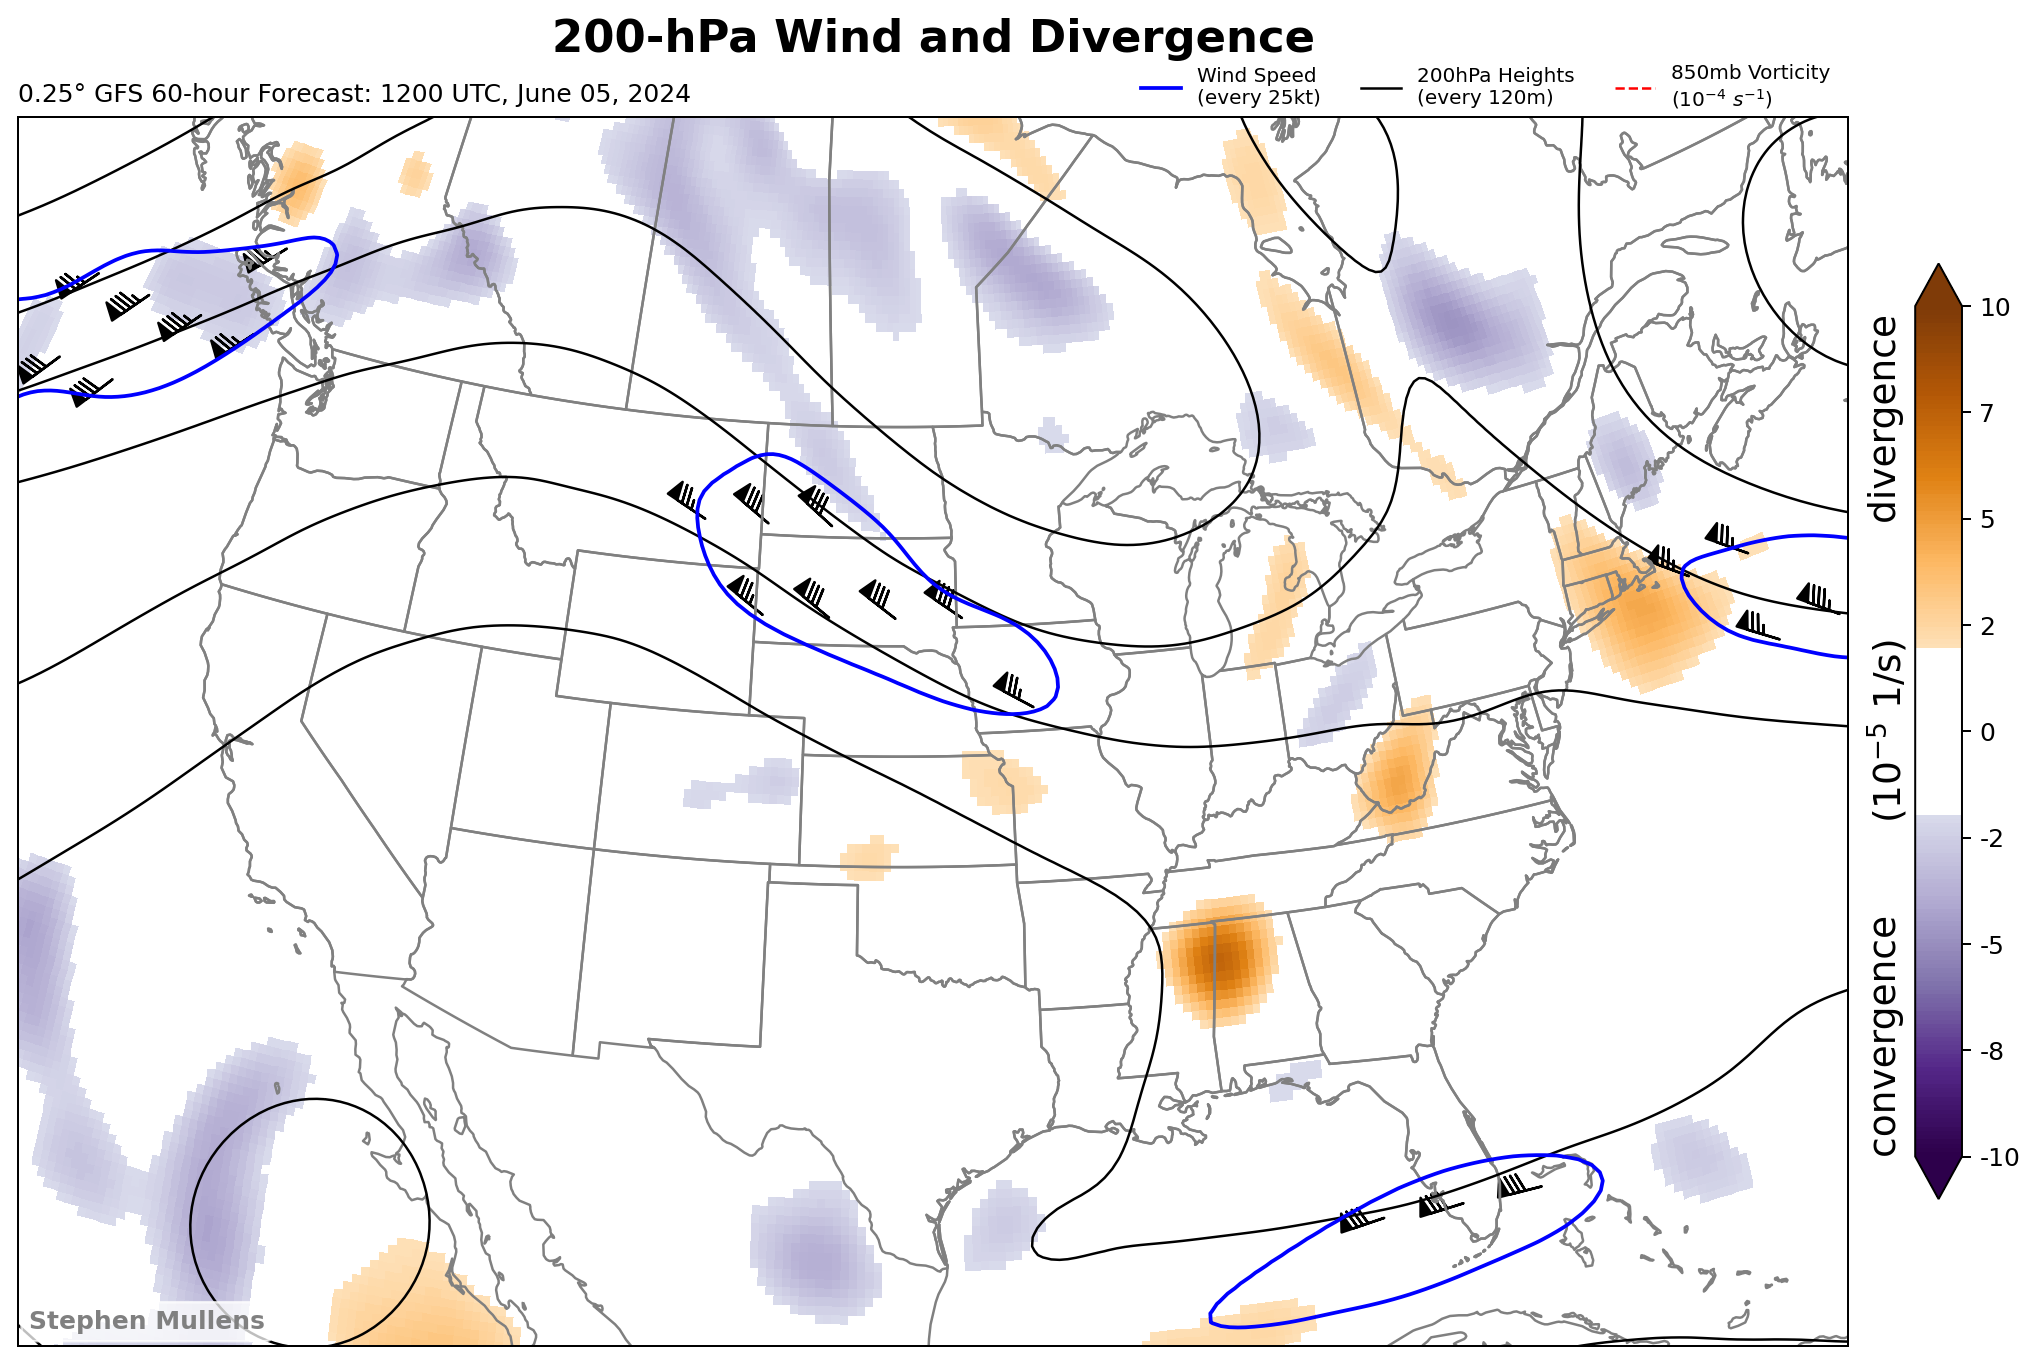 200-hPa Wind and Divergence
0.25° GFS 60-hour Forecast: 1200 UTC, June 05, 2024
Wind Speed
(every 25kt)
200hPa Heights
(every 120m)
850mb Vorticity
(10⁻⁴ s⁻¹)
10
7
5
2
0
-2
-5
-8
-10
convergence (10⁻⁵ 1/s) divergence
Stephen Mullens